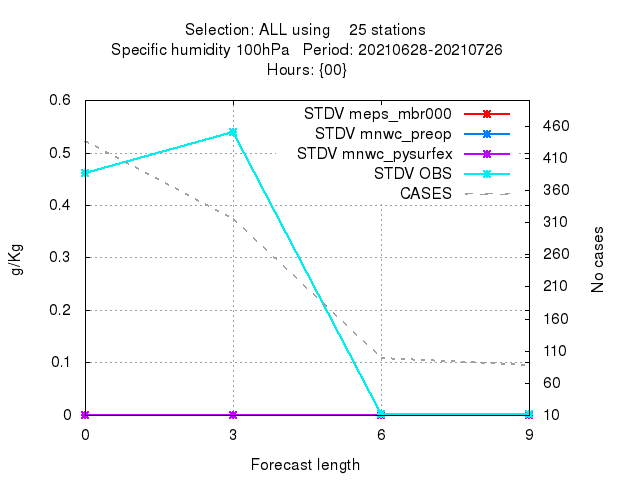 Selection: ALL using    25 stations
Specific humidity 100hPa   Period: 20210628-20210726
Hours: {00}
STDV meps_mbr000
STDV mnwc_preop
STDV mnwc_pysurfex
STDV OBS
CASES
0.6
0.5
0.4
0.3
0.2
0.1
0
g/Kg
460
410
360
310
260
210
160
110
60
10
No cases
0 3 6 9
Forecast length